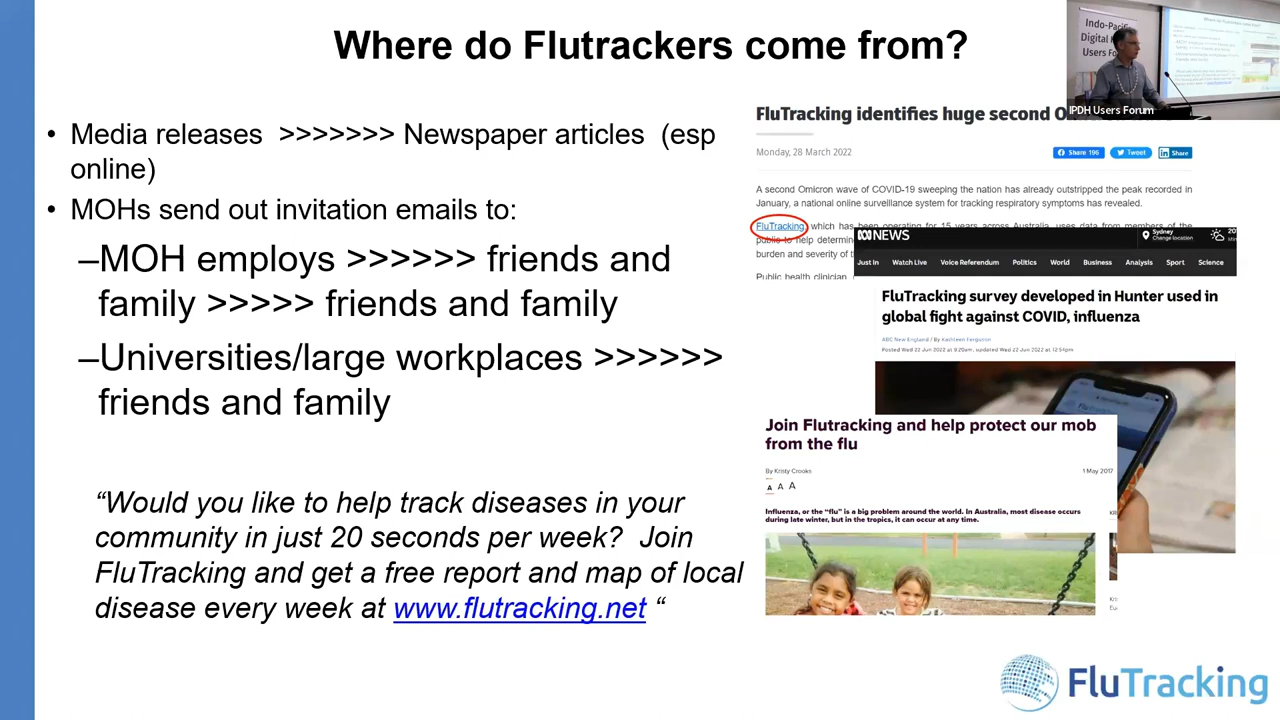 Where do Flutrackers come from?
• Media releases >>>>>>> Newspaper articles (esp
online)
• MOHs send out invitation emails to:
–MOH employs >>>>>> friends and
family >>>>> friends and family
–Universities/large workplaces >>>>>>
friends and family
“Would you like to help track diseases in your
community in just 20 seconds per week? Join
FluTracking and get a free report and map of local
disease every week at www.flutracking.net “
Indo-Pacific
Digital
Users
IPDH Users Forum
FluTracking identifies huge second
Monday, 28 March 2022
Share 196
Tweet
Share
A second Omicron wave of COVID-19 sweeping the nation has already outstripped the peak recorded in
January, a national online surveillance system for tracking respiratory symptoms has revealed.
FluTracking, which has been operating for 15 years across Australia, uses data from members of the
public to help determine
burden and severity of
Public health clinician
NEWS
Sydney
Change location
Just In Watch Live Voice Referendum Politics World Business Analysis Sport Science
FluTracking survey developed in Hunter used in
global fight against COVID, influenza
ABC New England / By Kathleen Ferguson
Posted Wed 22 Jun 2022 at 9:20am, updated Wed 22 Jun 2022 at 12:54pm
Join Flutracking and help protect our mob
from the flu
By Kristy Crooks
1 May 2017
A A A
Influenza, or the “flu” is a big problem around the world. In Australia, most disease occurs
during late winter, but in the tropics, it can occur at any time.
FluTracking